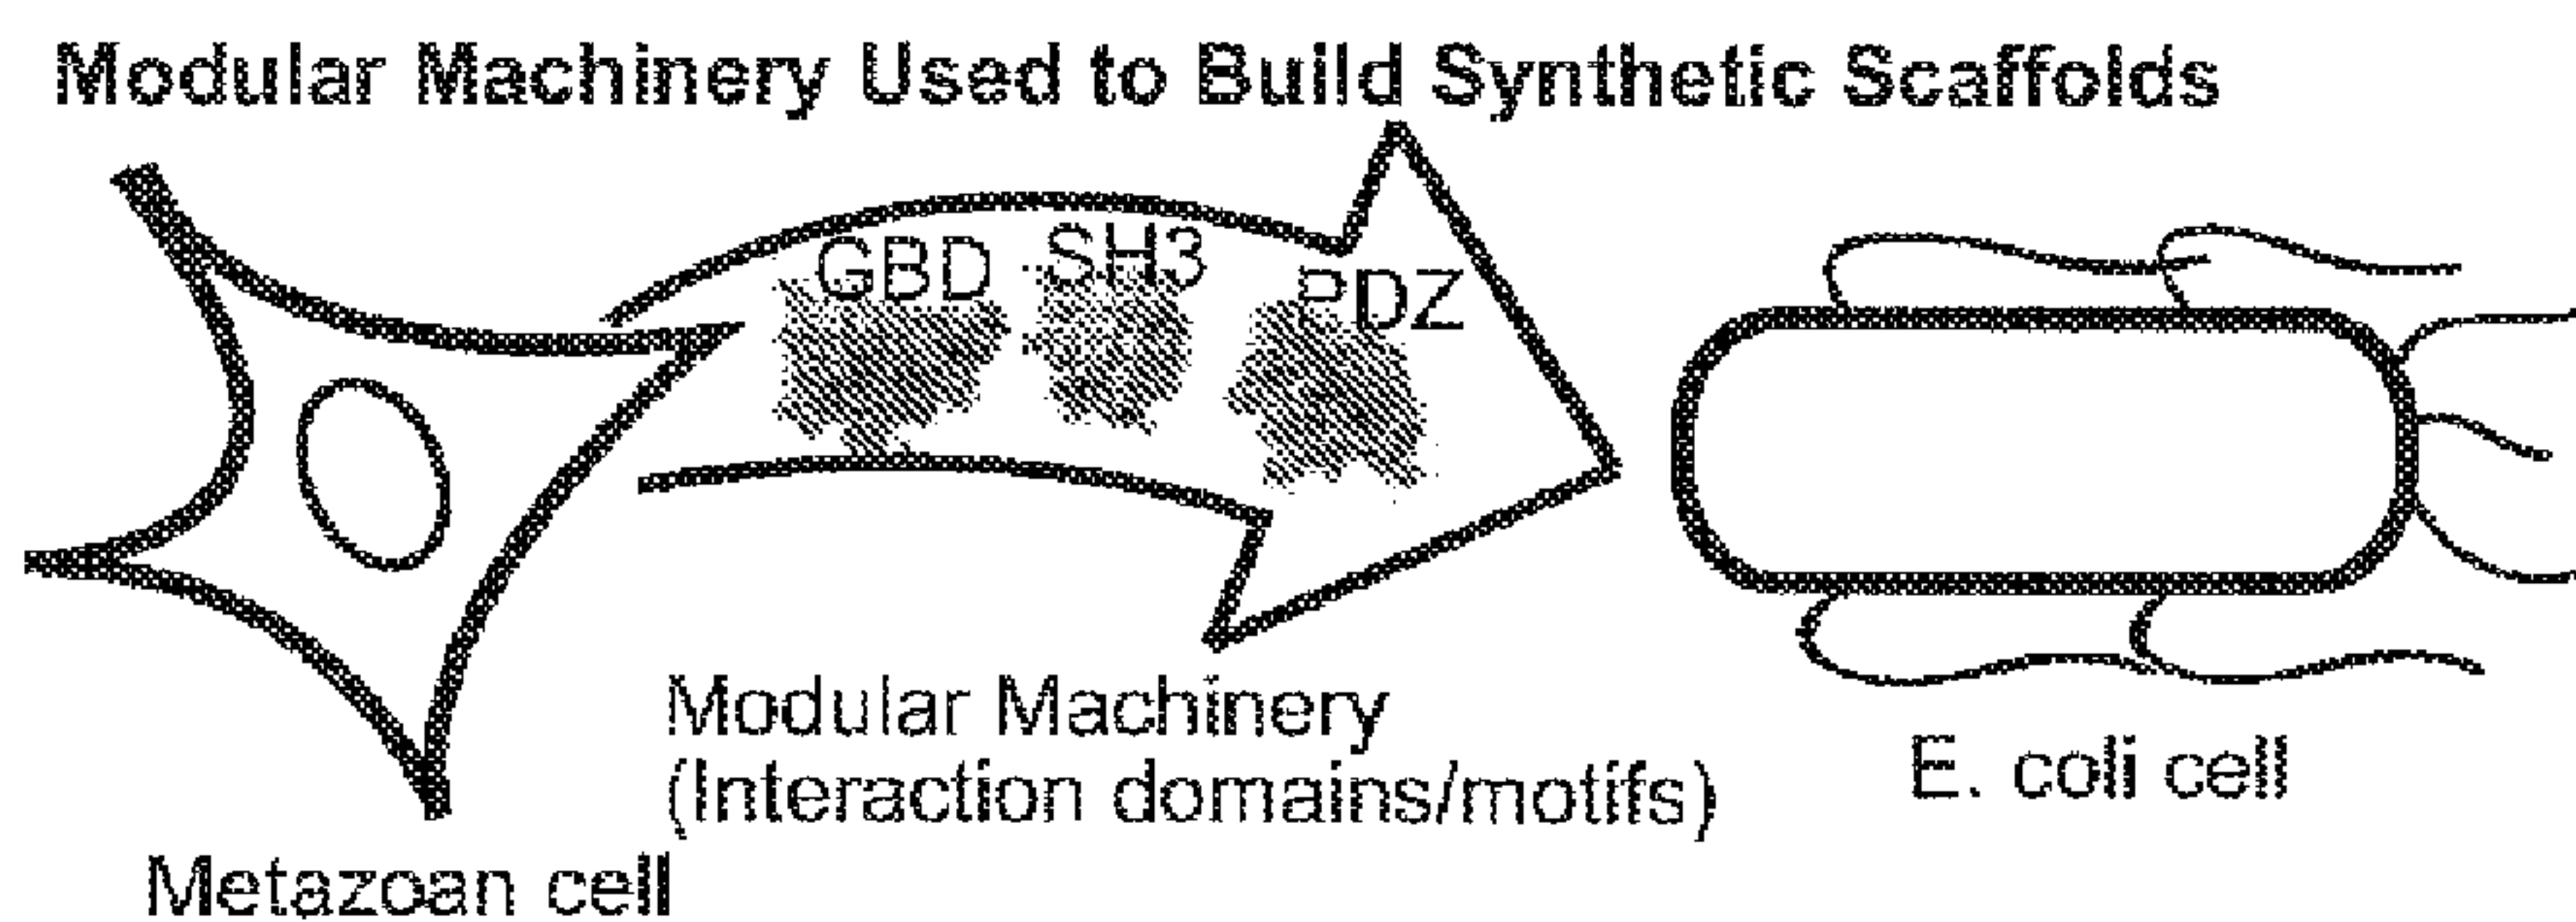 Modular Machinery Used to Build Synthetic Scaffolds
GBD
SH3
PDZ
Modular Machinery
(Interaction domains/motifs)
E. coli cell
Metazoan cell